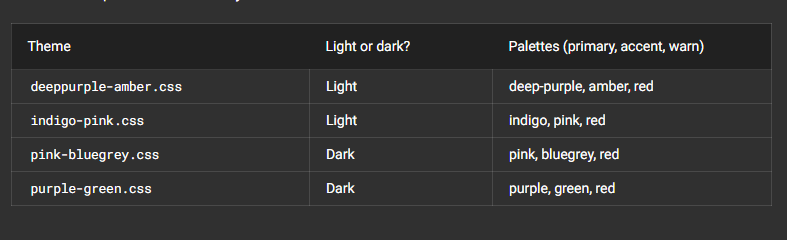 Theme Light or dark? Palettes (primary, accent, warn)
deeppurple-amber.css Light deep-purple, amber, red
indigo-pink.css Light indigo, pink, red
pink-bluegrey.css Dark pink, bluegrey, red
purple-green.css Dark purple, green, red